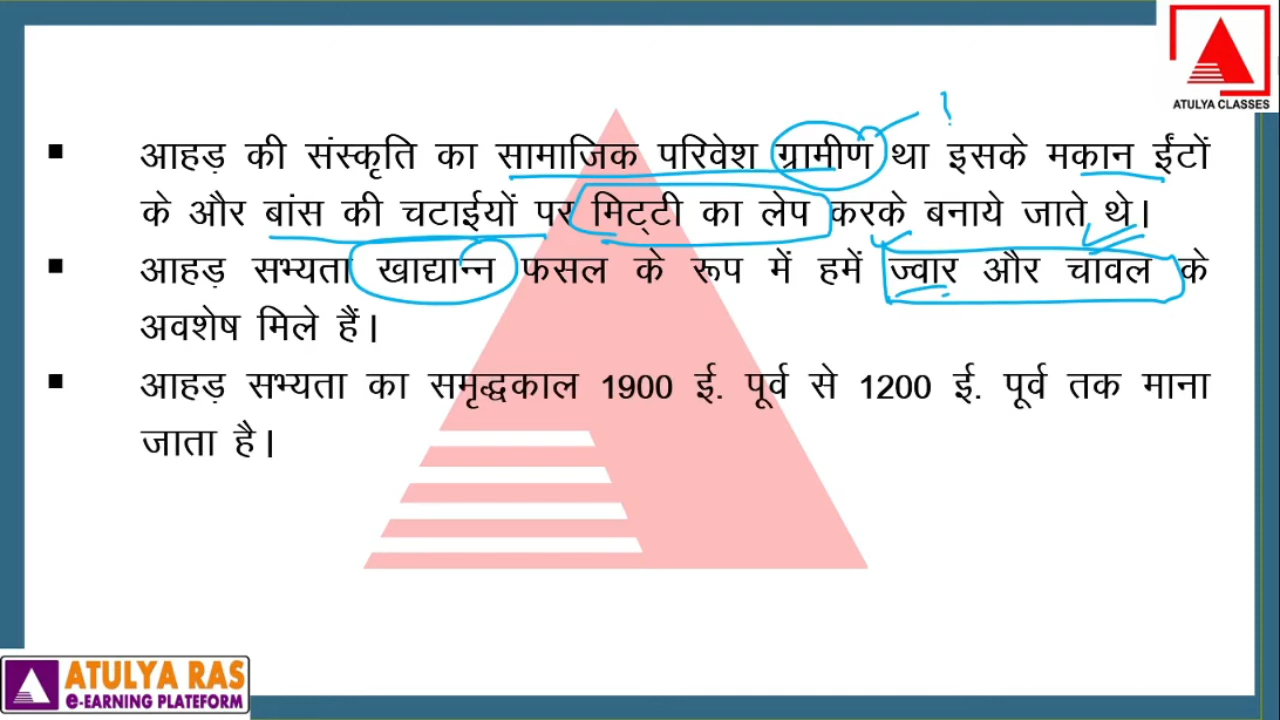 ATULYA CLASSES
▪ आहड़ की संस्कृति का सामाजिक परिवेश ग्रामीण था इसके मकान ईंटों
के और बांस की चटाईयों पर मिट्टी का लेप करके बनाये जाते थे।
▪ आहड़ सभ्यता खाद्यान्न फसल के रूप में हमें ज्वार और चावल के
अवशेष मिले हैं।
▪ आहड़ सभ्यता का समृद्धकाल 1900 ई. पूर्व से 1200 ई. पूर्व तक माना
जाता है।
ATULYA RAS
e-EARNING PLATEFORM